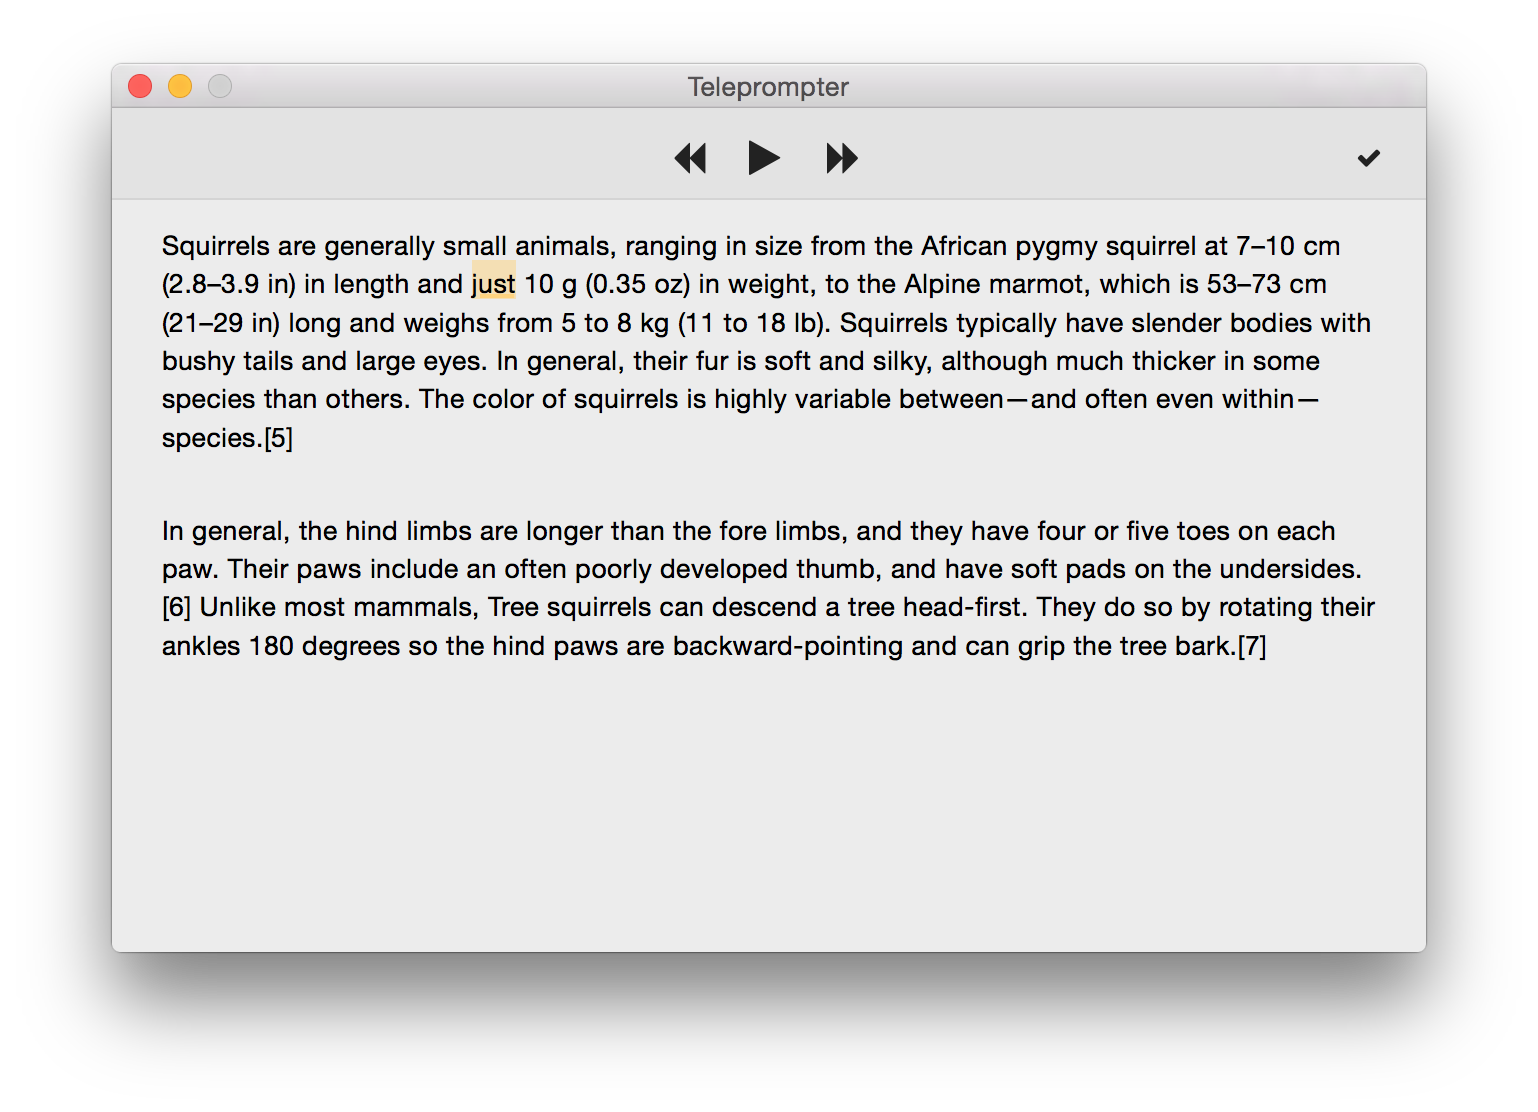 Teleprompter
Squirrels are generally small animals, ranging in size from the African pygmy squirrel at 7–10 cm
(2.8–3.9 in) in length and just 10 g (0.35 oz) in weight, to the Alpine marmot, which is 53–73 cm
(21–29 in) long and weighs from 5 to 8 kg (11 to 18 lb). Squirrels typically have slender bodies with
bushy tails and large eyes. In general, their fur is soft and silky, although much thicker in some
species than others. The color of squirrels is highly variable between—and often even within—
species.[5]
In general, the hind limbs are longer than the fore limbs, and they have four or five toes on each
paw. Their paws include an often poorly developed thumb, and have soft pads on the undersides.
[6] Unlike most mammals, Tree squirrels can descend a tree head-first. They do so by rotating their
ankles 180 degrees so the hind paws are backward-pointing and can grip the tree bark.[7]